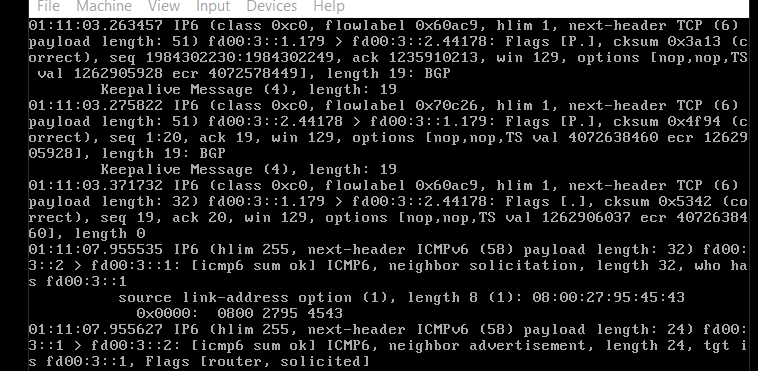 File Machine View Input Devices Help
01:11:03.263457 IP6 (class 0xc0, flowlabel 0x60ac9, hlim 1, next-header TCP (6)
payload length: 51) fd00:3::1.179 > fd00:3::2.44178: Flags [P.], cksum 0x3a13 (c
orrect), seq 1984302230:1984302249, ack 1235910213, win 129, options [nop,nop,TS
val 1262905928 ecr 4072578449], length 19: BGP
Keepalive Message (4), length: 19
01:11:03.275822 IP6 (class 0xc0, flowlabel 0x70c26, hlim 1, next-header TCP (6)
payload length: 51) fd00:3::2.44178 > fd00:3::1.179: Flags [P.], cksum 0x4f94 (c
orrect), seq 1:20, ack 19, win 129, options [nop,nop,TS val 4072638460 ecr 12629
05928], length 19: BGP
Keepalive Message (4), length: 19
01:11:03.371732 IP6 (class 0xc0, flowlabel 0x60ac9, hlim 1, next-header TCP (6)
payload length: 32) fd00:3::1.179 > fd00:3::2.44178: Flags [.], cksum 0x5342 (co
rrect), seq 19, ack 20, win 129, options [nop,nop,TS val 1262906037 ecr 40726384
60], length 0
01:11:07.955535 IP6 (hlim 255, next-header ICMPv6 (58) payload length: 32) fd00:
3::2 > fd00:3::1: [icmp6 sum ok] ICMP6, neighbor solicitation, length 32, who ha
s fd00:3::1
source link-address option (1), length 8 (1): 08:00:27:95:45:43
0x0000: 0800 2795 4543
01:11:07.955627 IP6 (hlim 255, next-header ICMPv6 (58) payload length: 24) fd00:
3::1 > fd00:3::2: [icmp6 sum ok] ICMP6, neighbor advertisement, length 24, tgt i
s fd00:3::1, Flags [router, solicited]